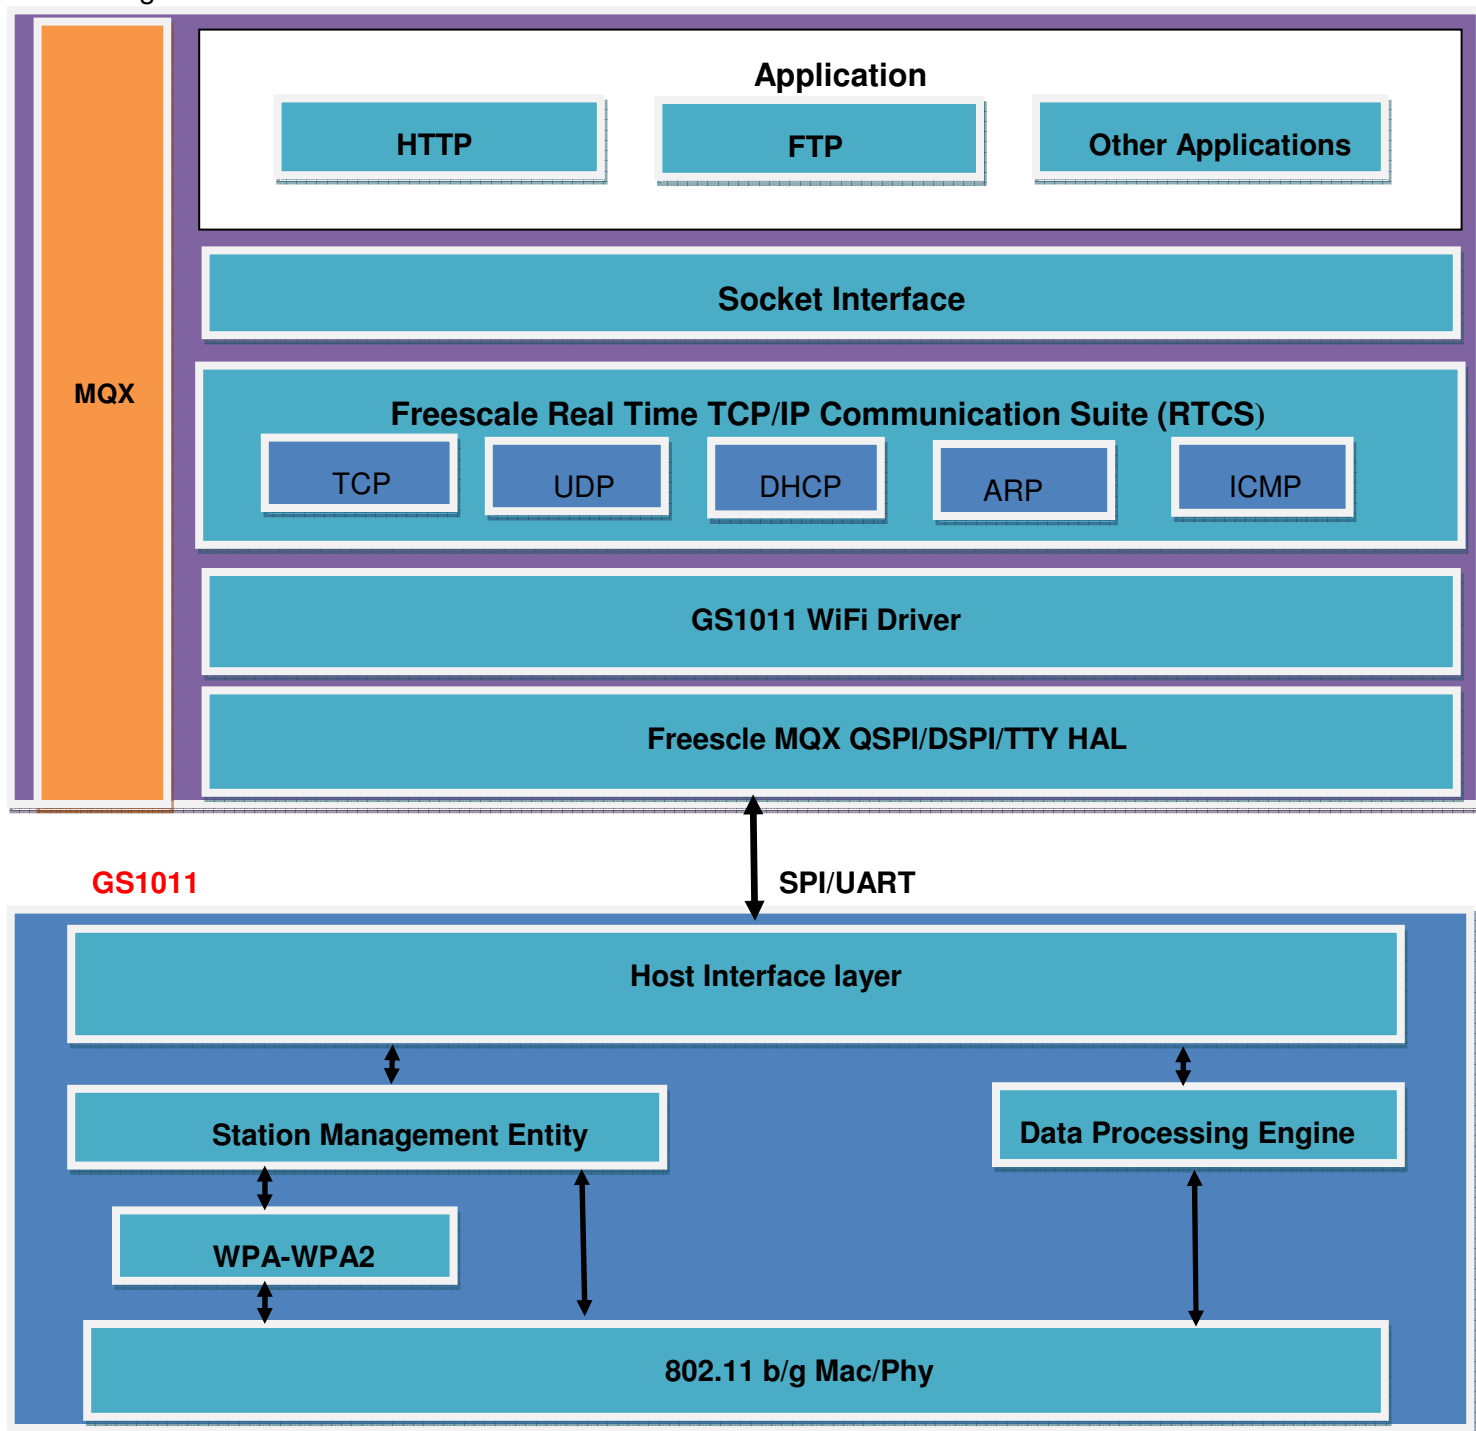 Application
HTTP
FTP
Other Applications
Socket Interface
MQX
Freescale Real Time TCP/IP Communication Suite (RTCS)
TCP
UDP
DHCP
ARP
ICMP
GS1011 WiFi Driver
Freescle MQX QSPI/DSPI/TTY HAL
GS1011
SPI/UART
Host Interface layer
Station Management Entity
Data Processing Engine
WPA-WPA2
802.11 b/g Mac/Phy